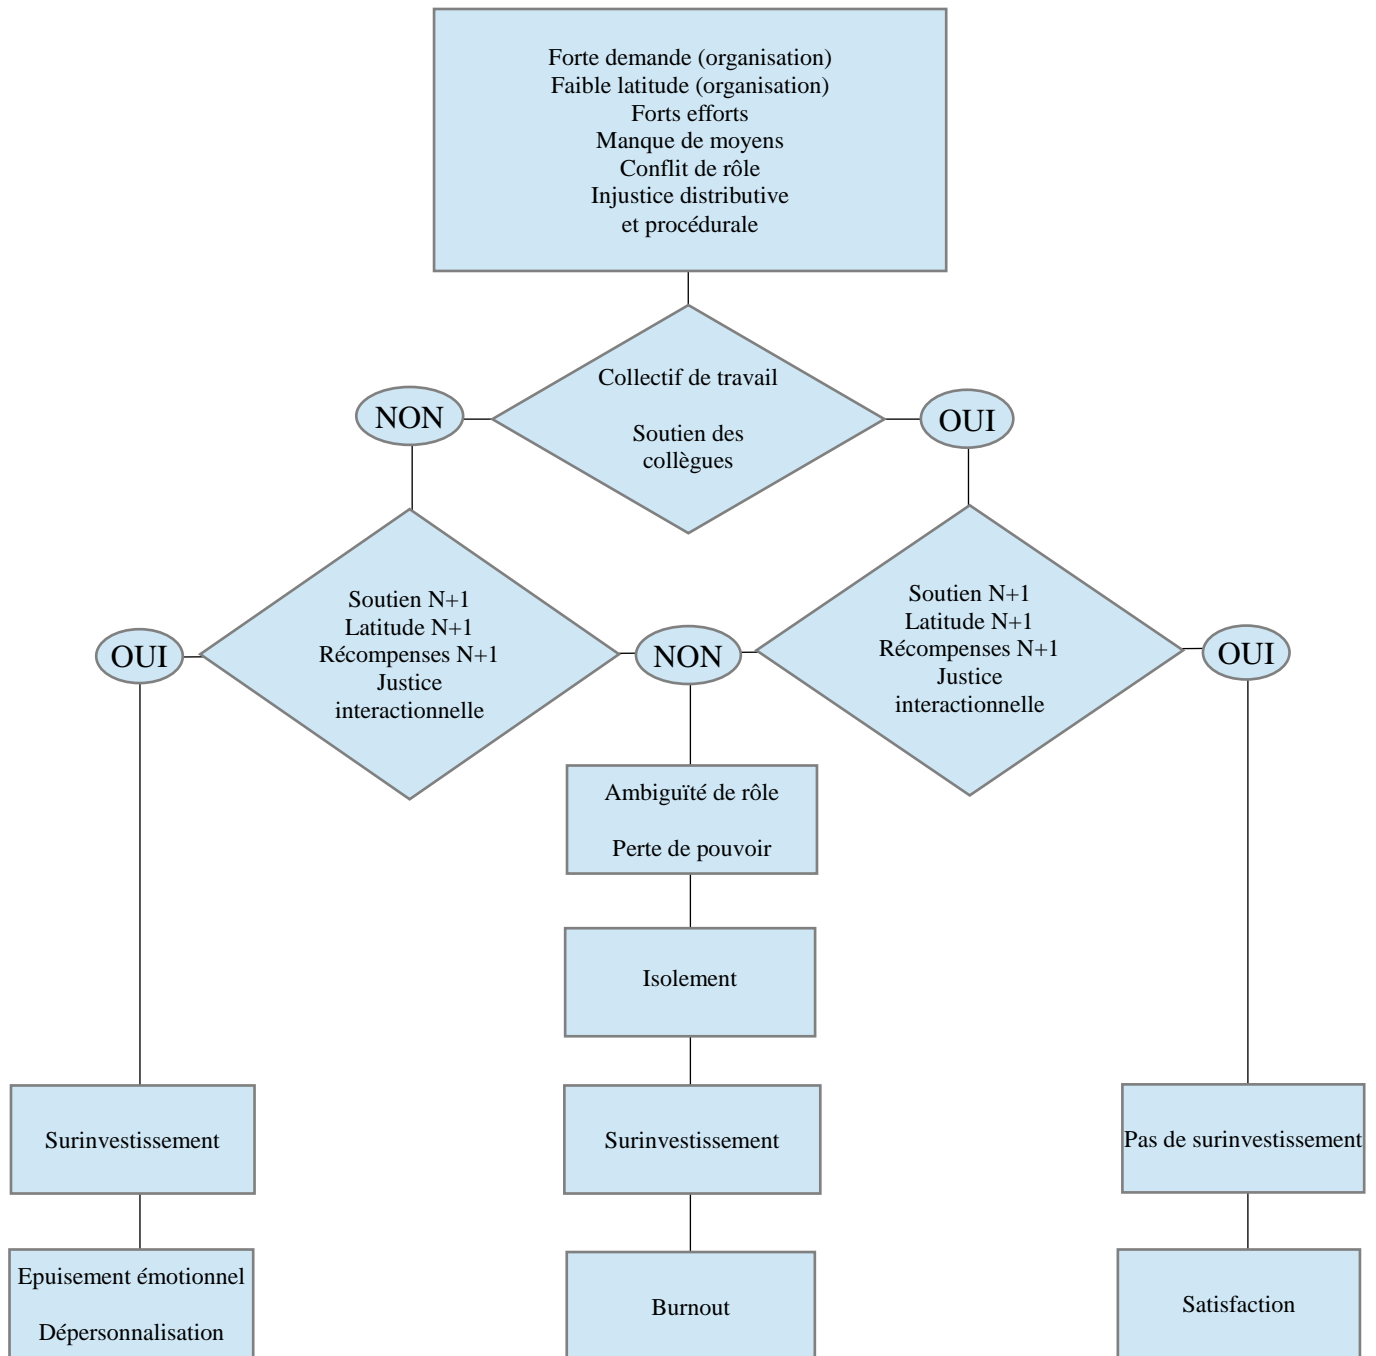 Forte demande (organisation)
Faible latitude (organisation)
Forts efforts
Manque de moyens
Conflit de rôle
Injustice distributive
et procédurale
Collectif de travail
Soutien des
collègues
NON
OUI
Soutien N+1
Latitude N+1
Récompenses N+1
Justice
interactionnelle
Soutien N+1
Latitude N+1
Récompenses N+1
Justice
interactionnelle
OUI
NON
OUI
Ambiguïté de rôle
Perte de pouvoir
Isolement
Surinvestissement
Surinvestissement
Pas de surinvestissement
Epuisement émotionnel
Dépersonnalisation
Burnout
Satisfaction